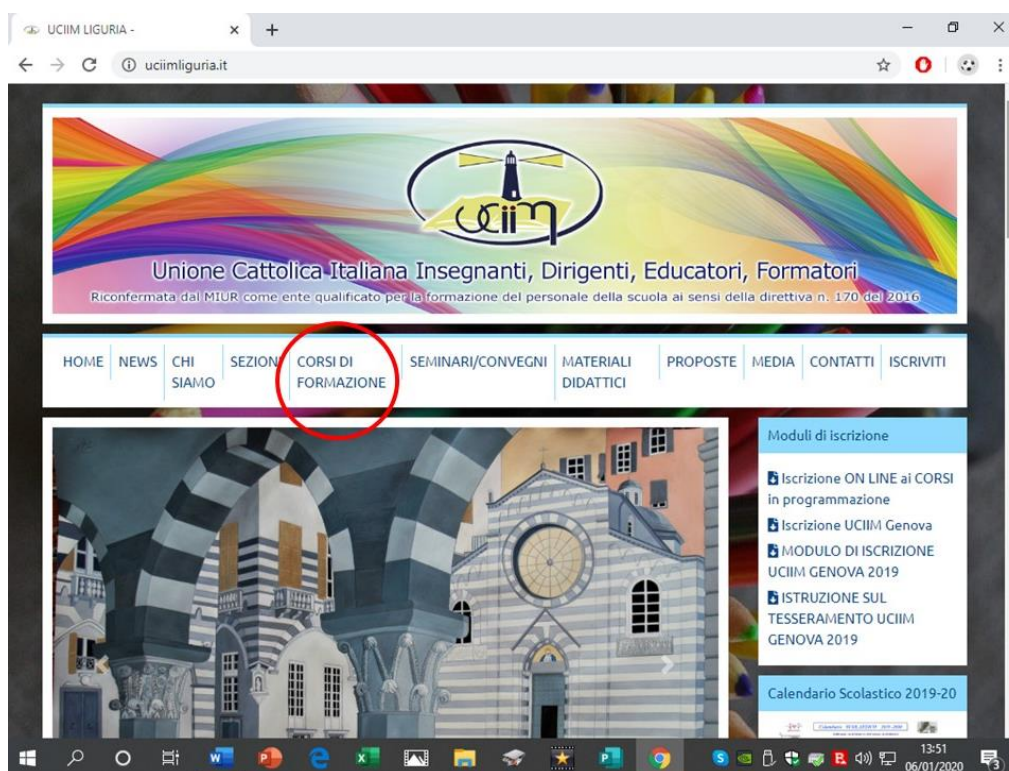 UCIIM LIGURIA -
uciimliguria.it
uciim
Unione Cattolica Italiana Insegnanti, Dirigenti, Educatori, Formatori
Riconfermata dal MIUR come ente qualificato per la formazione del personale della scuola ai sensi della direttiva n. 170 del 2016
HOME
NEWS
CHI
SIAMO
SEZIONI
CORSI DI
FORMAZIONE
SEMINARI/CONVEGNI
MATERIALI
DIDATTICI
PROPOSTE
MEDIA
CONTATTI
ISCRIVITI
Moduli di iscrizione
Iscrizione ON LINE ai CORSI
in programmazione
Iscrizione UCIIM Genova
MODULO DI ISCRIZIONE
UCIIM GENOVA 2019
ISTRUZIONE SUL
TESSERAMENTO UCIIM
GENOVA 2019
Calendario Scolastico 2019-20
13:51
06/01/2020